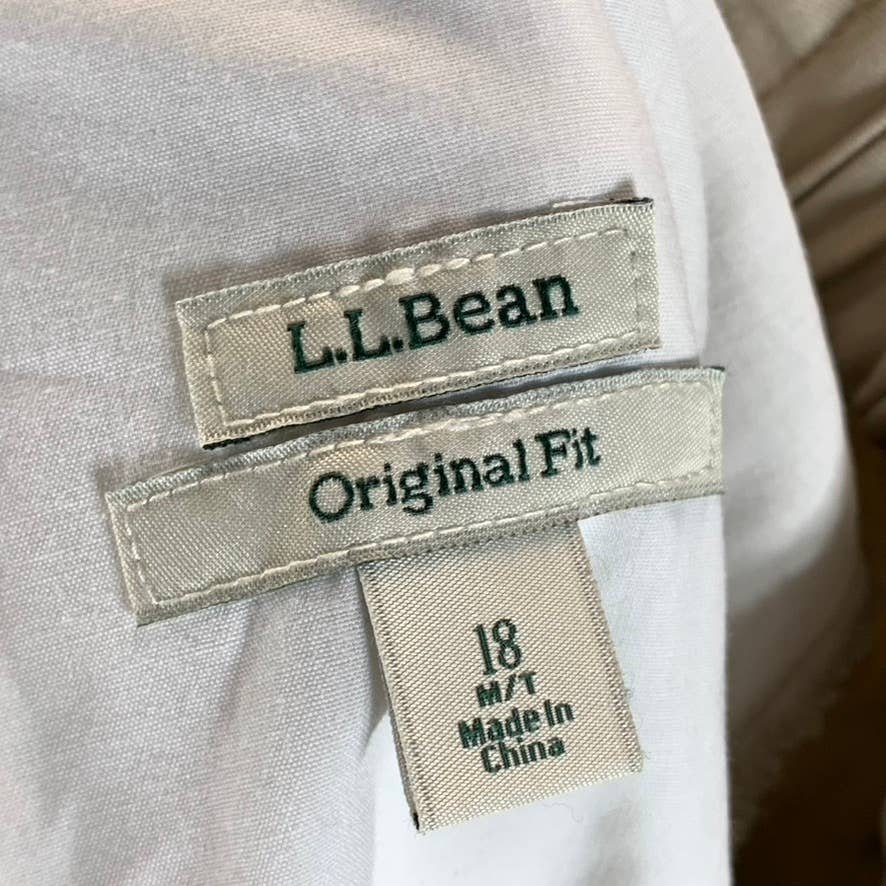 L.L.Bean
Original Fit
18
M/T
Made In
China